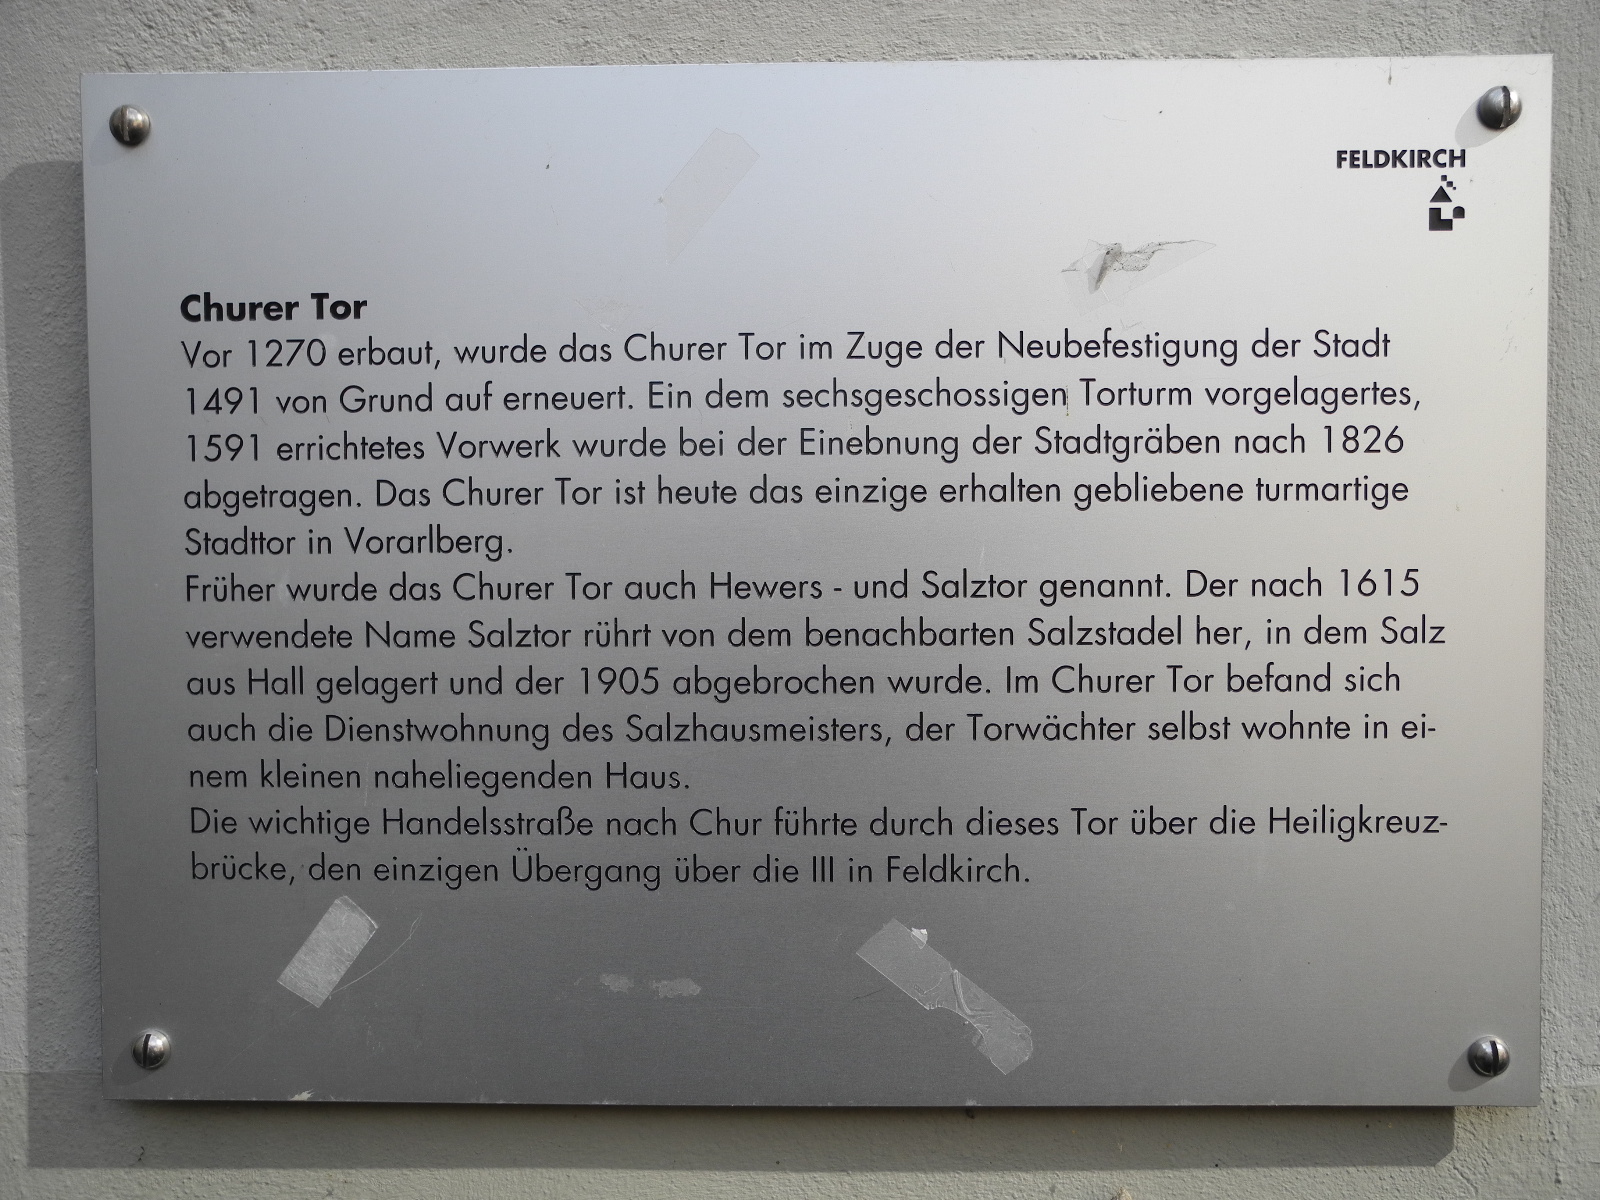 FELDKIRCH
Churer Tor
Vor 1270 erbaut, wurde das Churer Tor im Zuge der Neubefestigung der Stadt
1491 von Grund auf erneuert. Ein dem sechsgeschossigen Torturm vorgelagertes,
1591 errichtetes Vorwerk wurde bei der Einebnung der Stadtgräben nach 1826
abgetragen. Das Churer Tor ist heute das einzige erhalten gebliebene turmartige
Stadttor in Vorarlberg.
Früher wurde das Churer Tor auch Hewers - und Salztor genannt. Der nach 1615
verwendete Name Salztor rührt von dem benachbarten Salzstadel her, in dem Salz
aus Hall gelagert und der 1905 abgebrochen wurde. Im Churer Tor befand sich
auch die Dienstwohnung des Salzhausmeisters, der Torwächter selbst wohnte in ei-
nem kleinen naheliegenden Haus.
Die wichtige Handelsstraße nach Chur führte durch dieses Tor über die Heiligkreuz-
brücke, den einzigen Übergang über die Ill in Feldkirch.